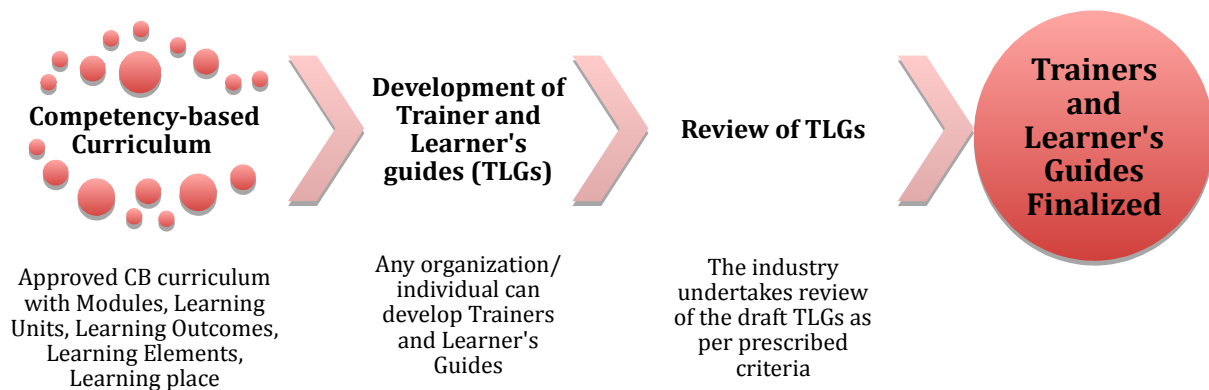 Competency-based
Curriculum
Approved CB curriculum
with Modules, Learning
Units, Learning Outcomes,
Learning Elements,
Learning place
Development of
Trainer and
Learner's
guides (TLGs)
Any organization/
individual can
develop Trainers
and Learner's
Guides
Review of TLGs
The industry
undertakes review
of the draft TLGs as
per prescribed
criteria
Trainers
and
Learner's
Guides
Finalized